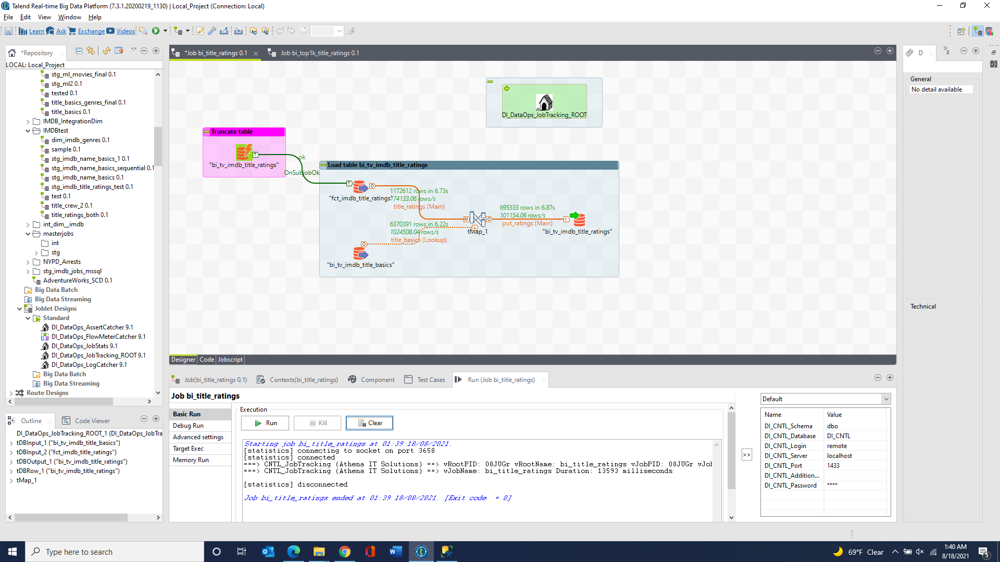 Talend Real-time Big Data Platform (7.3.1.20200219_1130) | Local_Project (Connection: Local)
File Edit View Window Help
Learn Ask Exchange Videos
*Repository
LOCAL: Local_Project
stg_ml_movies_final 0.1
stg_ml2 0.1
tested 0.1
title_basics_genres_final 0.1
title_basics 0.1
IMDB_IntegrationDim
IMDBtest
dim_imdb_genres 0.1
sample 0.1
stg_imdb_name_basics_1 0.1
stg_imdb_name_basics_sequential 0.1
stg_imdb_name_basics 0.1
stg_imdb_title_ratings_test 0.1
test 0.1
title_crew_2 0.1
title_ratings_both 0.1
int_dim__imdb
masterjobs
int
stg
NYPD_Arrests
stg_imdb_jobs_mssql
AdventureWorks_SCD 0.1
Big Data Batch
Big Data Streaming
Joblet Designs
Standard
DI_DataOps_AssertCatcher 9.1
DI_DataOps_FlowMeterCatcher 9.1
DI_DataOps_JobStats 9.1
DI_DataOps_JobTracking_ROOT 9.1
DI_DataOps_LogCatcher 9.1
Big Data Batch
Big Data Streaming
Route Designs
Outline Code Viewer
DI_DataOps_JobTracking_ROOT_1 (DI_DataOps_JobTra
tDBInput_1 ("bi_tv_imdb_title_basics")
tDBInput_2 ("fct_imdb_title_ratings")
tDBOutput_1 ("bi_tv_imdb_title_ratings")
tDBRow_1 ("bi_tv_imdb_title_ratings")
tMap_1
*Job bi_title_ratings 0.1 Job bi_top1k_title_ratings 0.1
DI_DataOps_JobTracking_ROOT
Truncate table
T
"bi_tv_imdb_title_ratings"
ok
OnSubjobOk
Load table bi_tv_imdb_title_ratings
T O
"fct_imdb_title_ratings"
1172612 rows in 6.73s
174133.06 rows/s
title_ratings (Main)
6370391 rows in 6.22s
1024508.04 rows/s
title_basics (Lookup)
O
"bi_tv_imdb_title_basics"
M O
L
tMap_1
695333 rows in 6.87s
101154.06 rows/s
put_ratings (Main)
I
"bi_tv_imdb_title_ratings"
Designer Code Jobscript
Job(bi_title_ratings 0.1) Contexts(bi_title_ratings) Component Test Cases Run (Job bi_title_ratings)
Job bi_title_ratings
Basic Run
Debug Run
Advanced settings
Target Exec
Memory Run
Execution
Run Kill Clear
Starting job bi_title_ratings at 01:39 18/08/2021.
[statistics] connecting to socket on port 3658
[statistics] connected
===> CNTL_JobTracking (Athena IT Solutions) ==> vRootPID: 08JUGr vRootName: bi_title_ratings vJobPID: 08JUGr vJob
===> CNTL_JobTracking (Athena IT Solutions) ==> vJobName: bi_title_ratings Duration: 13593 milliseconds
[statistics] disconnected
Job bi_title_ratings ended at 01:39 18/08/2021. [Exit code  = 0]
>>
Default
Name Value
DI_CNTL_Schema dbo
DI_CNTL_Database DI_CNTL
DI_CNTL_Login remote
DI_CNTL_Server localhost
DI_CNTL_Port 1433
DI_CNTL_Addition...
DI_CNTL_Password ****
D
2
General
No detail available
Technical
Type here to search
69°F Clear
1:40 AM
8/18/2021
5